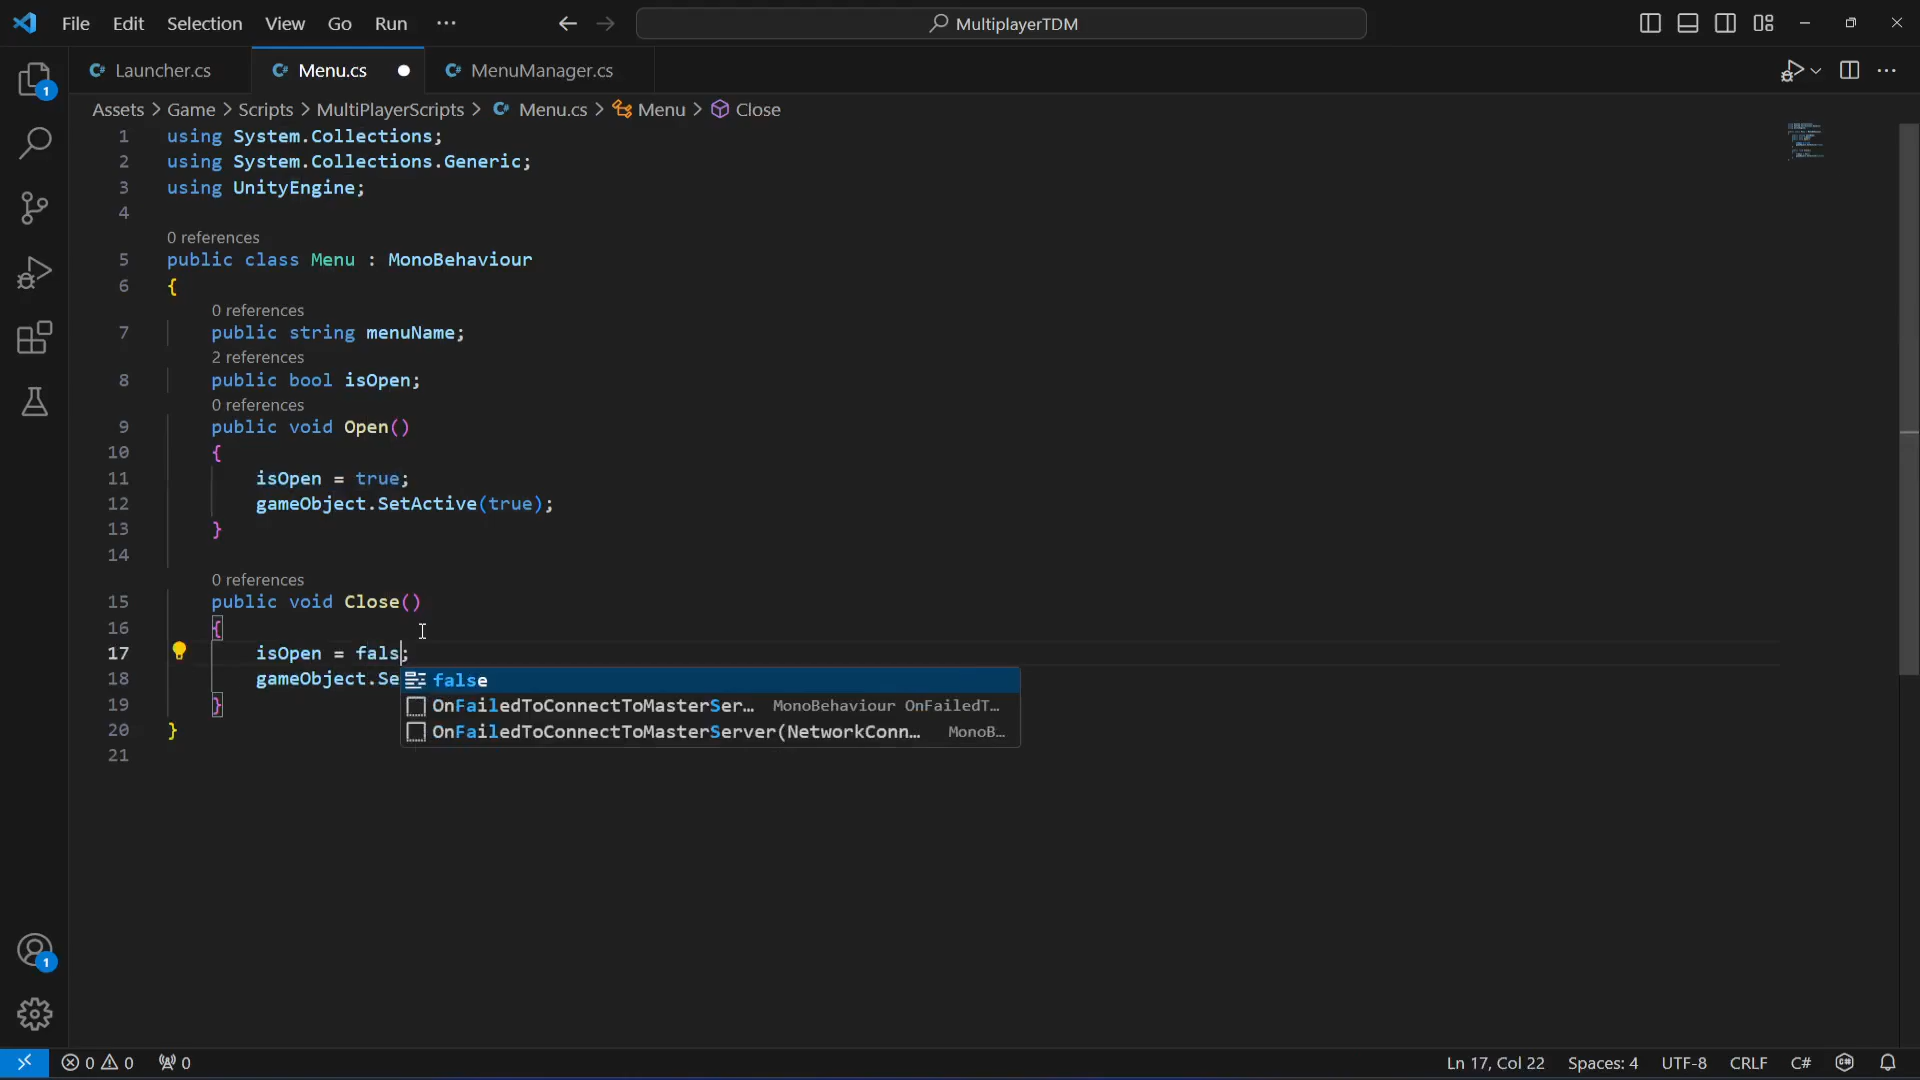 File Edit Selection View Go Run ··· MultiplayerTDM
Launcher.cs Menu.cs MenuManager.cs
Assets > Game > Scripts > MultiPlayerScripts > Menu.cs > Menu > Close
1 using System.Collections;
2 using System.Collections.Generic;
3 using UnityEngine;
4
0 references
5 public class Menu : MonoBehaviour
6 {
0 references
7 public string menuName;
2 references
8 public bool isOpen;
0 references
9 public void Open()
10 {
11 isOpen = true;
12 gameObject.SetActive(true);
13 }
14
0 references
15 public void Close()
16 {
17 isOpen = fals;
18 gameObject.Se
false
19 }
OnFailedToConnectToMasterSer... MonoBehaviour OnFailedT...
20 }
OnFailedToConnectToMasterServer(NetworkConn... MonoB...
21
1
1
0 0 0 Ln 17, Col 22 Spaces: 4 UTF-8 CRLF C#